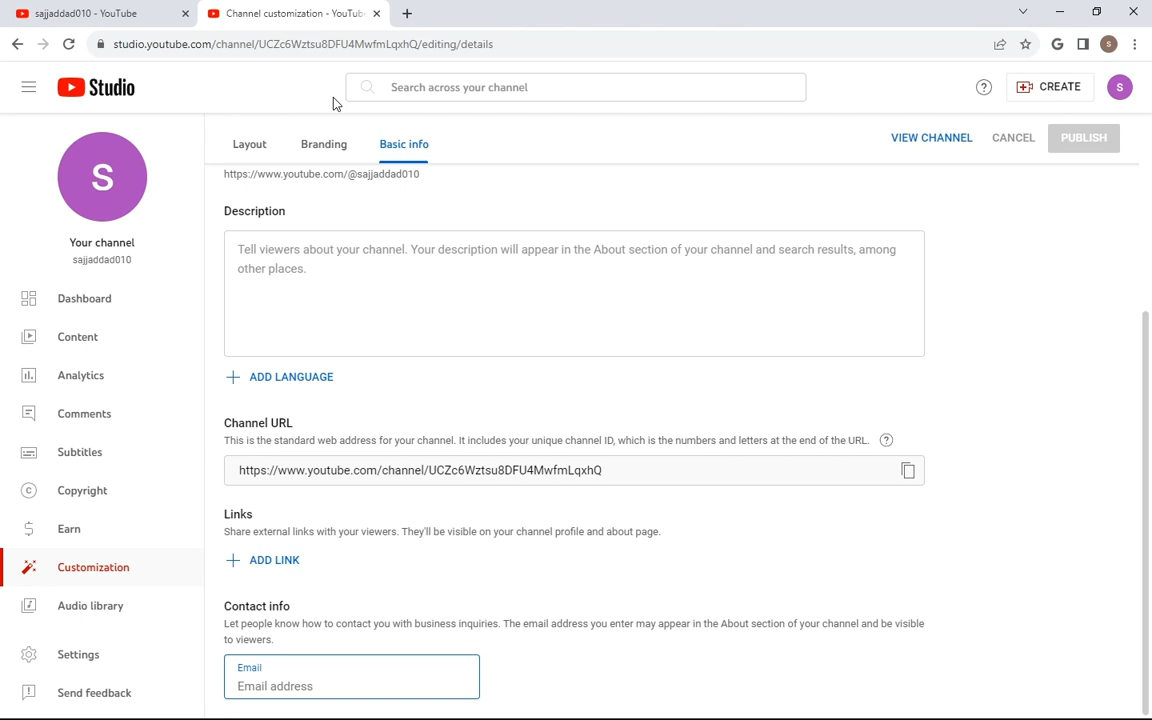 sajjaddad010 - YouTube
Channel customization - YouTub
studio.youtube.com/channel/UCZc6Wztsu8DFU4MwfmLqxhQ/editing/details
S
Studio
Search across your channel
CREATE
S
S
Your channel
sajjaddad010
Dashboard
Content
Analytics
Comments
Subtitles
Copyright
Earn
Customization
Audio library
Settings
Send feedback
Layout
Branding
Basic info
VIEW CHANNEL
CANCEL
PUBLISH
https://www.youtube.com/@sajjaddad010
Description
Tell viewers about your channel. Your description will appear in the About section of your channel and search results, among
other places.
ADD LANGUAGE
Channel URL
This is the standard web address for your channel. It includes your unique channel ID, which is the numbers and letters at the end of the URL.
https://www.youtube.com/channel/UCZc6Wztsu8DFU4MwfmLqxhQ
Links
Share external links with your viewers. They'll be visible on your channel profile and about page.
ADD LINK
Contact info
Let people know how to contact you with business inquiries. The email address you enter may appear in the About section of your channel and be visible
to viewers.
Email
Email address